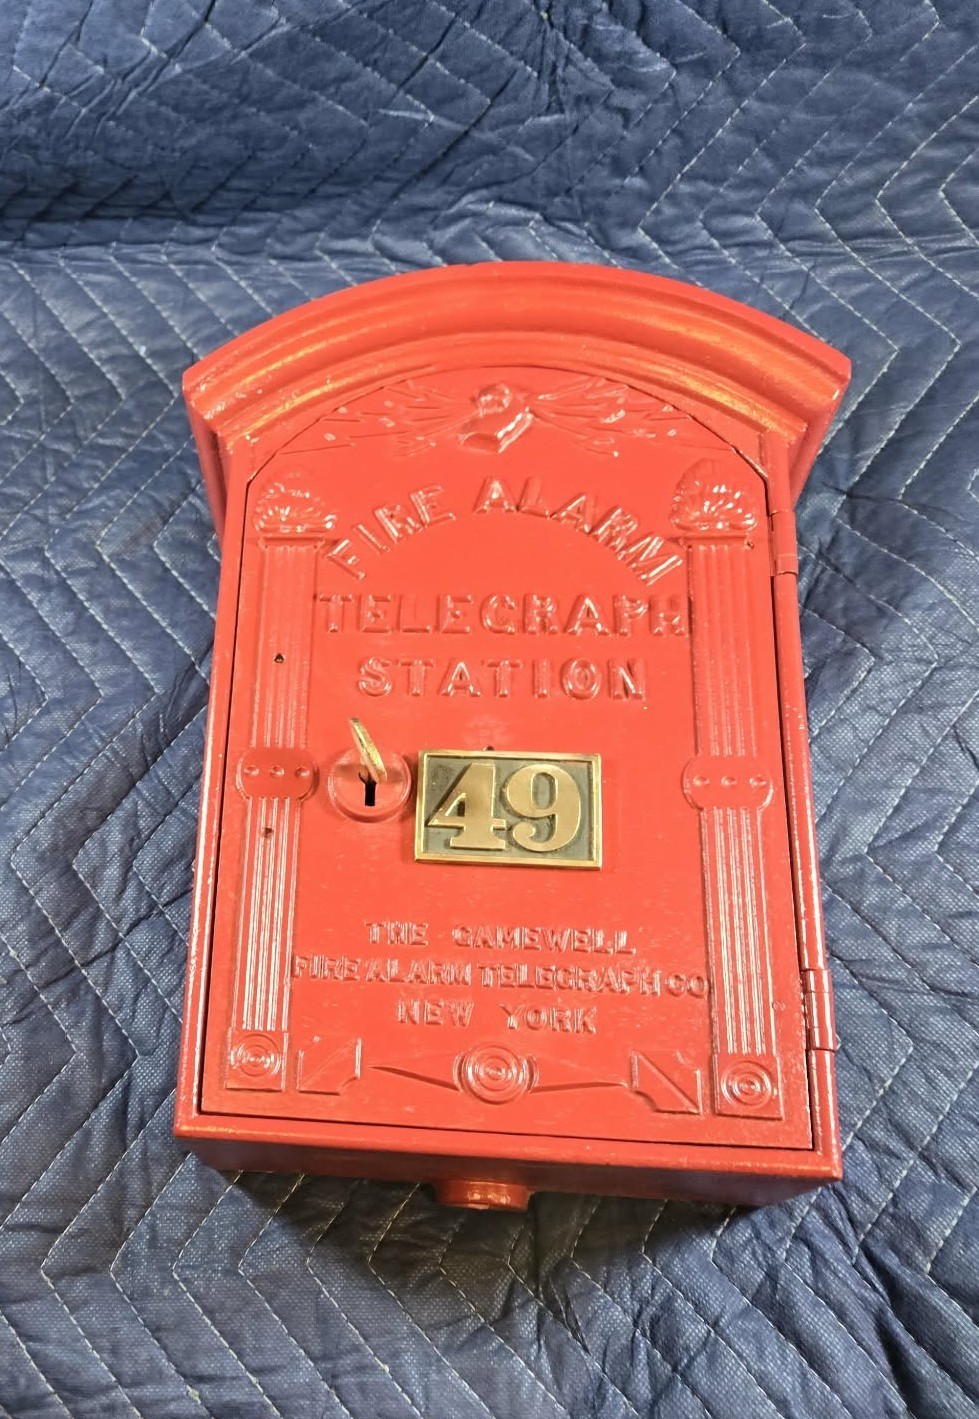 FIRE ALARM
TELEGRAPH
STATION
49
THE GAMEWELL
FIRE ALARM TELEGRAPH CO
NEW YORK